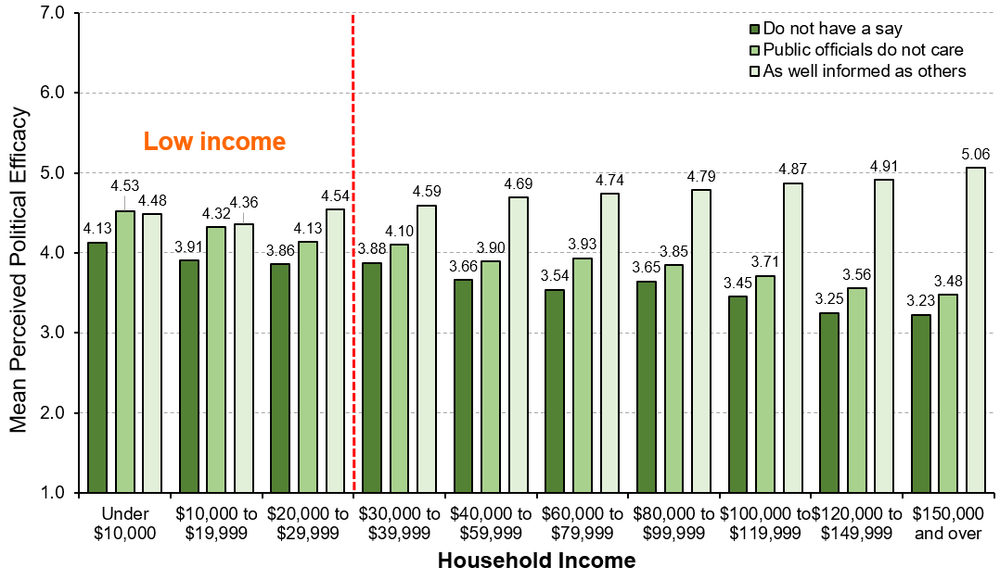 Mean Perceived Political Efficacy
7.0
6.0
5.0
4.0
3.0
2.0
1.0
Do not have a say
Public officials do not care
As well informed as others
Low income
4.13
4.53
4.48
3.91
4.32
4.36
3.86
4.13
4.54
3.88
4.10
4.59
3.66
3.90
4.69
3.54
3.93
4.74
3.65
3.85
4.79
3.45
3.71
4.87
3.25
3.56
4.91
3.23
3.48
5.06
Under
$10,000
$10,000 to
$19,999
$20,000 to
$29,999
$30,000 to
$39,999
$40,000 to
$59,999
$60,000 to
$79,999
$80,000 to
$99,999
$100,000 to
$119,999
$120,000 to
$149,999
$150,000
and over
Household Income